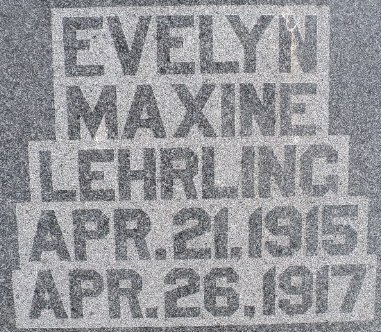 EVELYN
MAXINE
LEHRLING
APR.21.1915
APR.26.1917